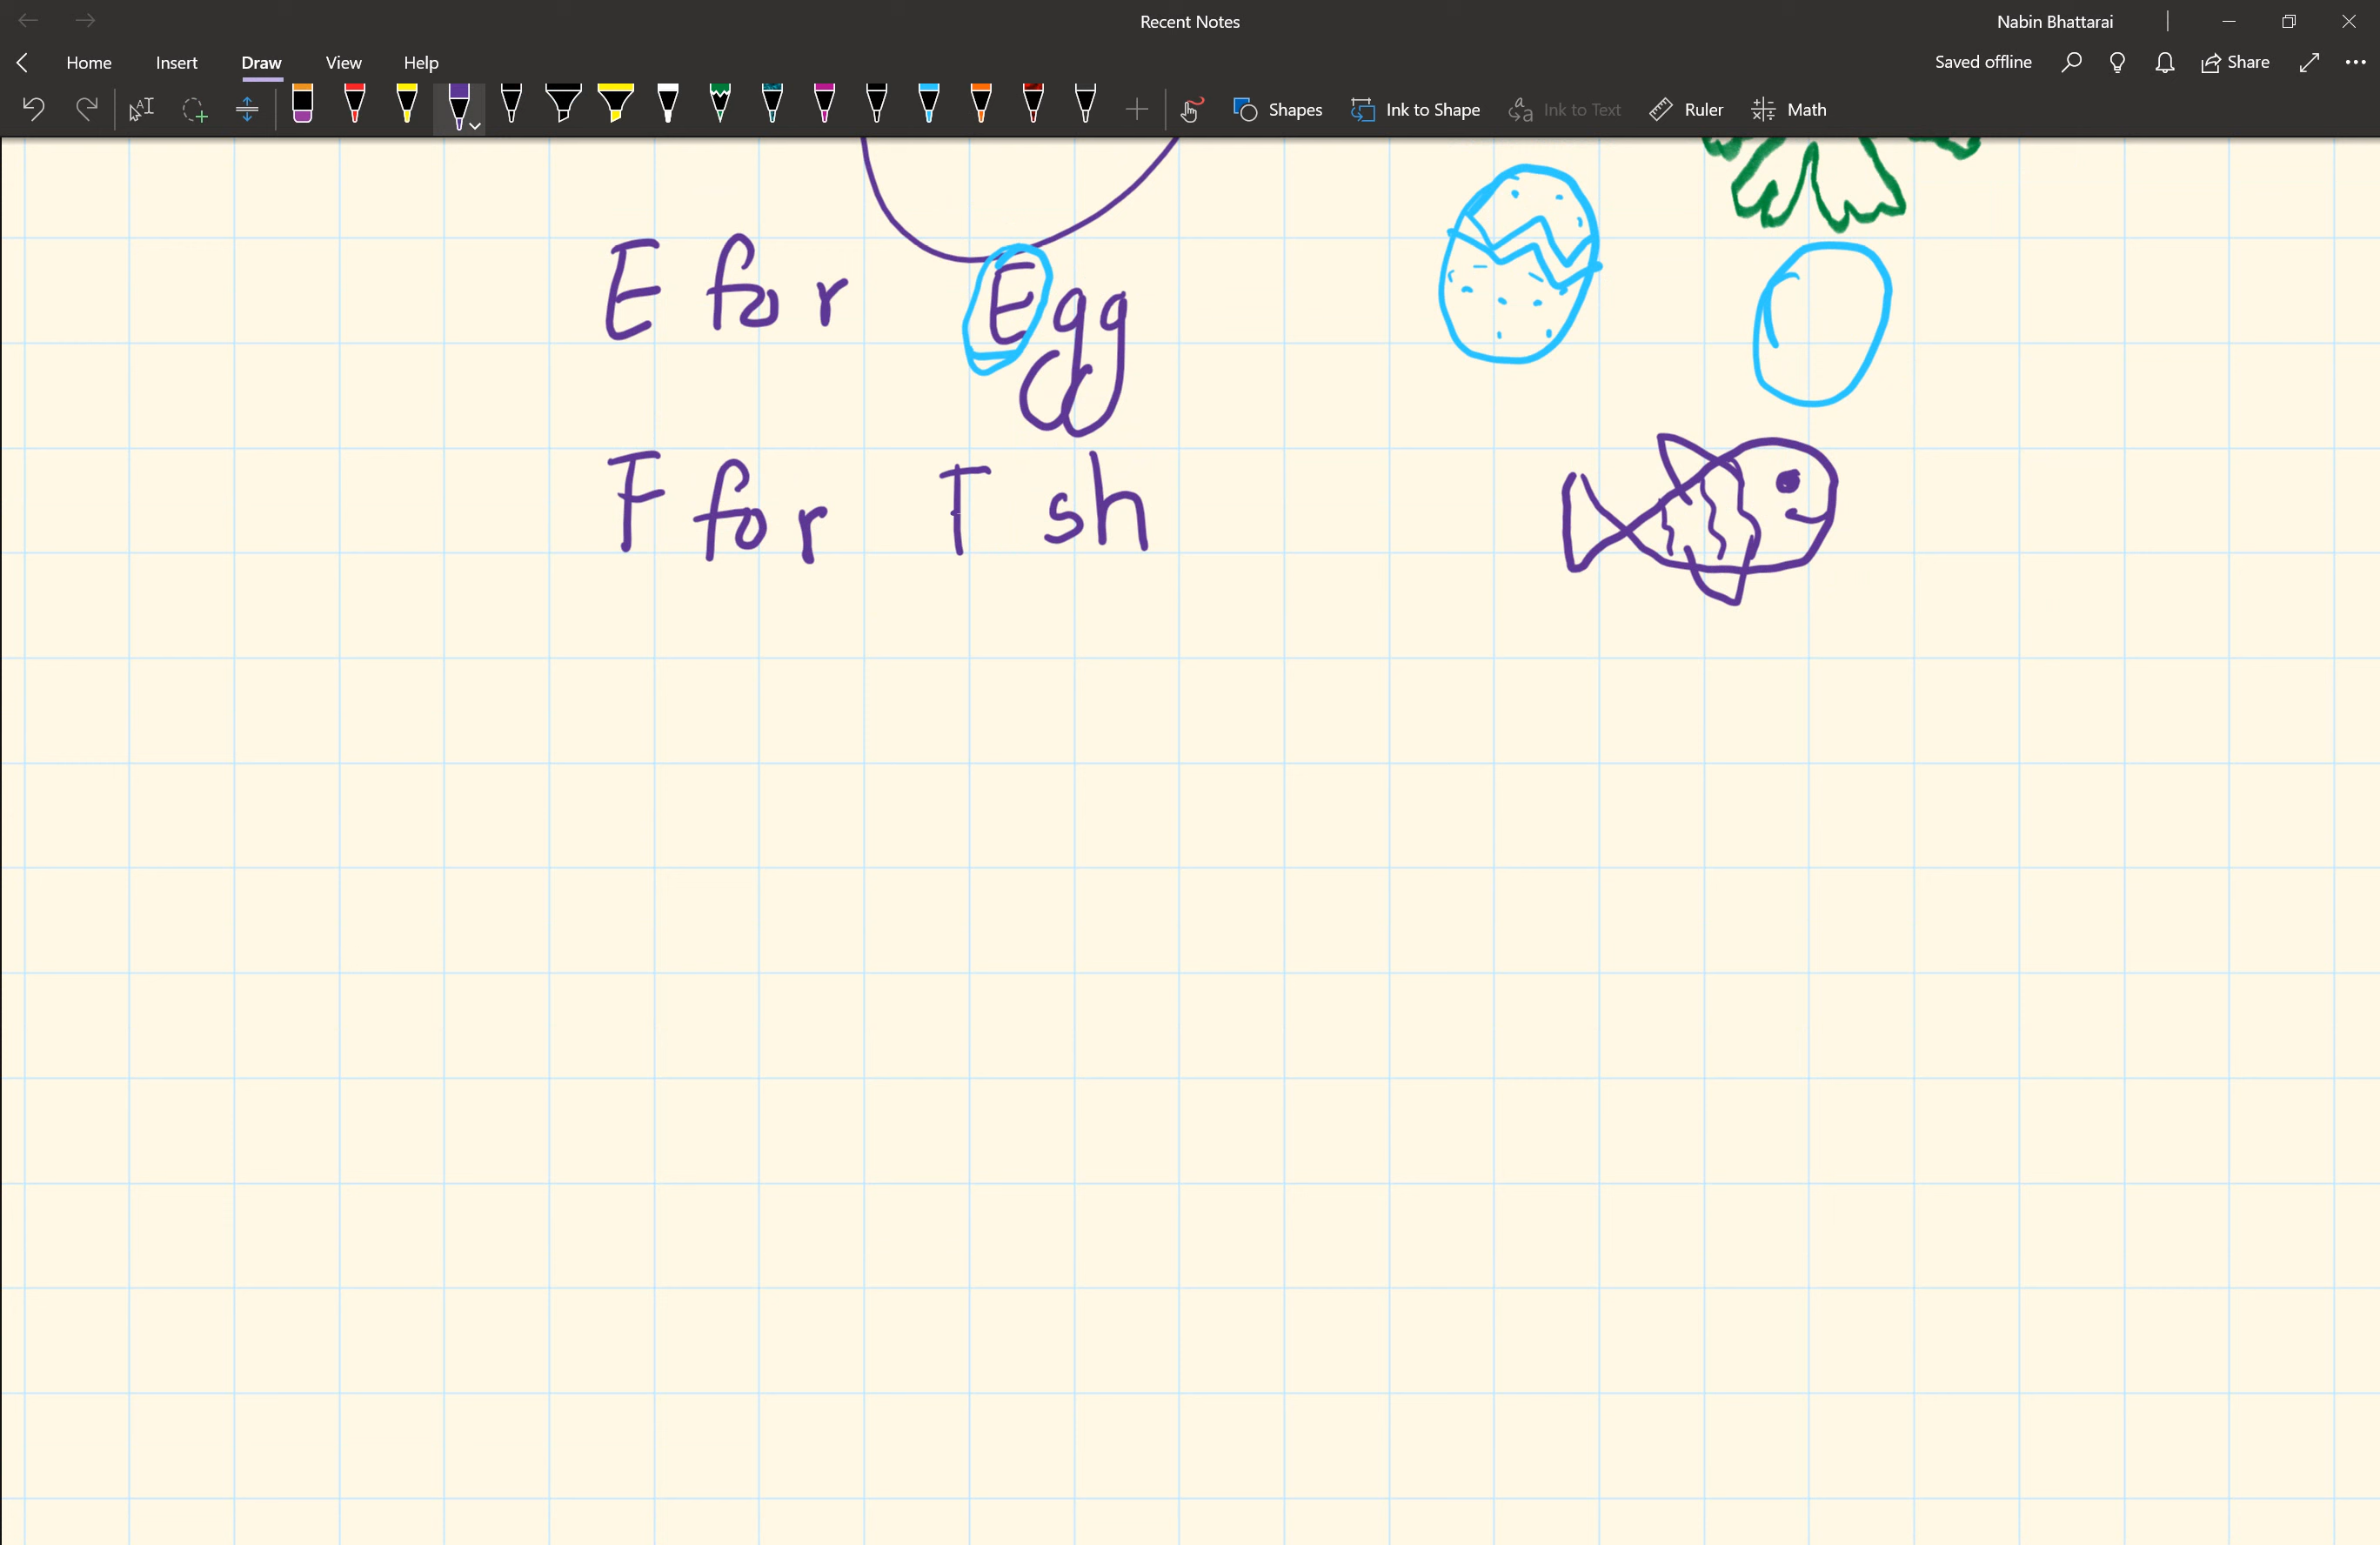 Recent Notes
Nabin Bhattarai
Home Insert Draw View Help
Saved offline
Share
Shapes
Ink to Shape
Ink to Text
Ruler
Math
E for Egg
F for T sh